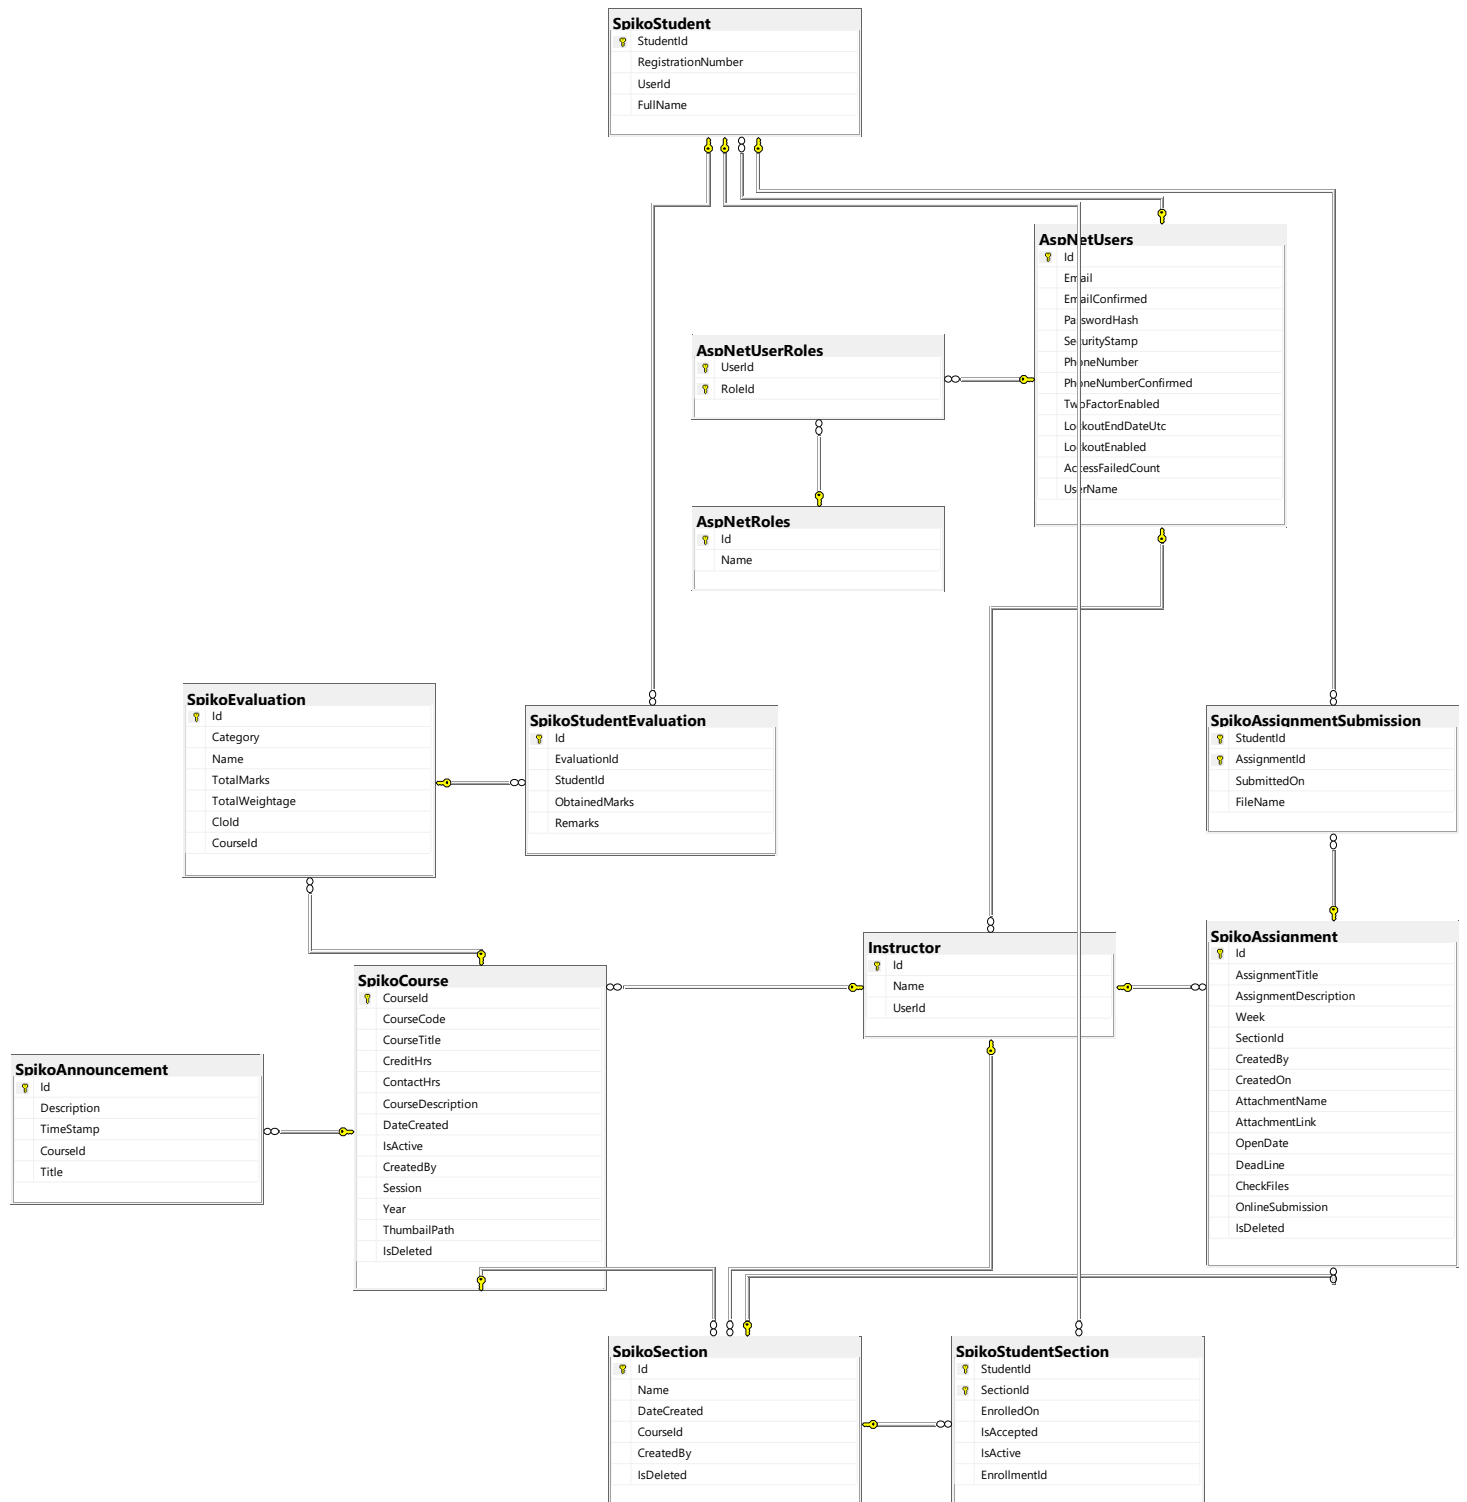 SpikoStudent
StudentId
RegistrationNumber
UserId
FullName
AspNetUsers
Id
Email
EmailConfirmed
PasswordHash
SecurityStamp
PhoneNumber
PhoneNumberConfirmed
TwoFactorEnabled
LockoutEndDateUtc
LockoutEnabled
AccessFailedCount
UserName
AspNetUserRoles
UserId
RoleId
AspNetRoles
Id
Name
SpikoEvaluation
Id
Category
Name
TotalMarks
TotalWeightage
CloId
CourseId
SpikoStudentEvaluation
Id
EvaluationId
StudentId
ObtainedMarks
Remarks
SpikoAssignmentSubmission
StudentId
AssignmentId
SubmittedOn
FileName
SpikoCourse
CourseId
CourseCode
CourseTitle
CreditHrs
ContactHrs
CourseDescription
DateCreated
IsActive
CreatedBy
Session
Year
ThumbailPath
IsDeleted
Instructor
Id
Name
UserId
SpikoAssignment
Id
AssignmentTitle
AssignmentDescription
Week
SectionId
CreatedBy
CreatedOn
AttachmentName
AttachmentLink
OpenDate
DeadLine
CheckFiles
OnlineSubmission
IsDeleted
SpikoAnnouncement
Id
Description
TimeStamp
CourseId
Title
SpikoSection
Id
Name
DateCreated
CourseId
CreatedBy
IsDeleted
SpikoStudentSection
StudentId
SectionId
EnrolledOn
IsAccepted
IsActive
EnrollmentId